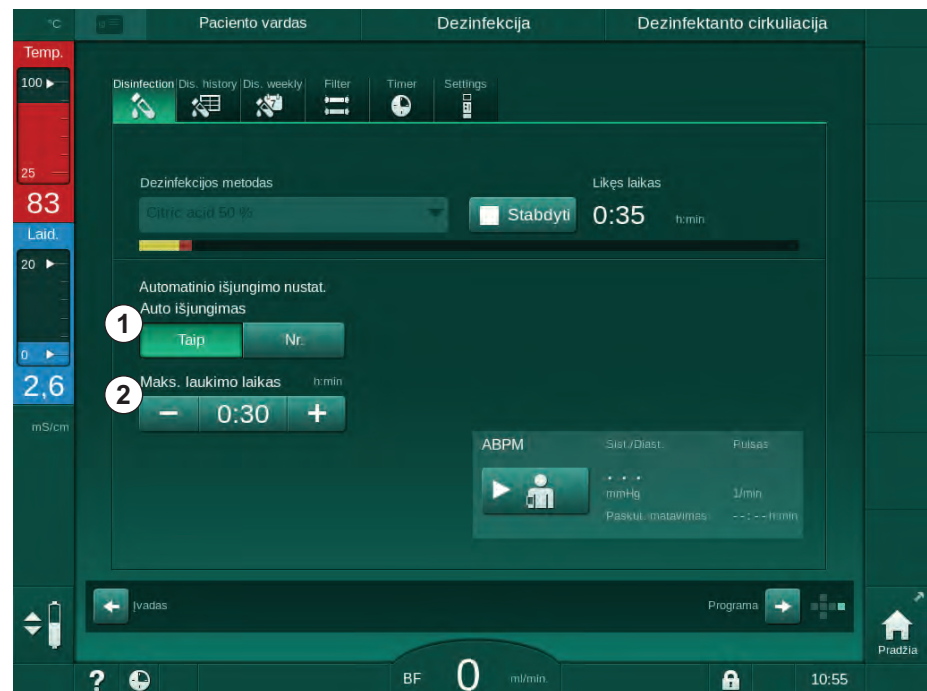 °C Paciento vardas Dezinfekcija Dezinfektanto cirkuliacija
Temp.
100
25
83
Laid.
20
0
2,6
mS/cm
Disinfection Dis. history Dis. weekly Filter Timer Settings
Dezinfekcijos metodas
Likęs laikas
Citric acid 50 %
Stabdyti
0:35 h:min
Automatinio išjungimo nustat.
Auto išjungimas
1
Taip Nr.
2
Maks. laukimo laikas h:min
− 0:30 +
ABPM Sist./Diast. Pulsas
mmHg 1/min
Paskut. matavimas --:-- h:min
Įvadas Programa
Pradžia
? BF 0 ml/min 10:55